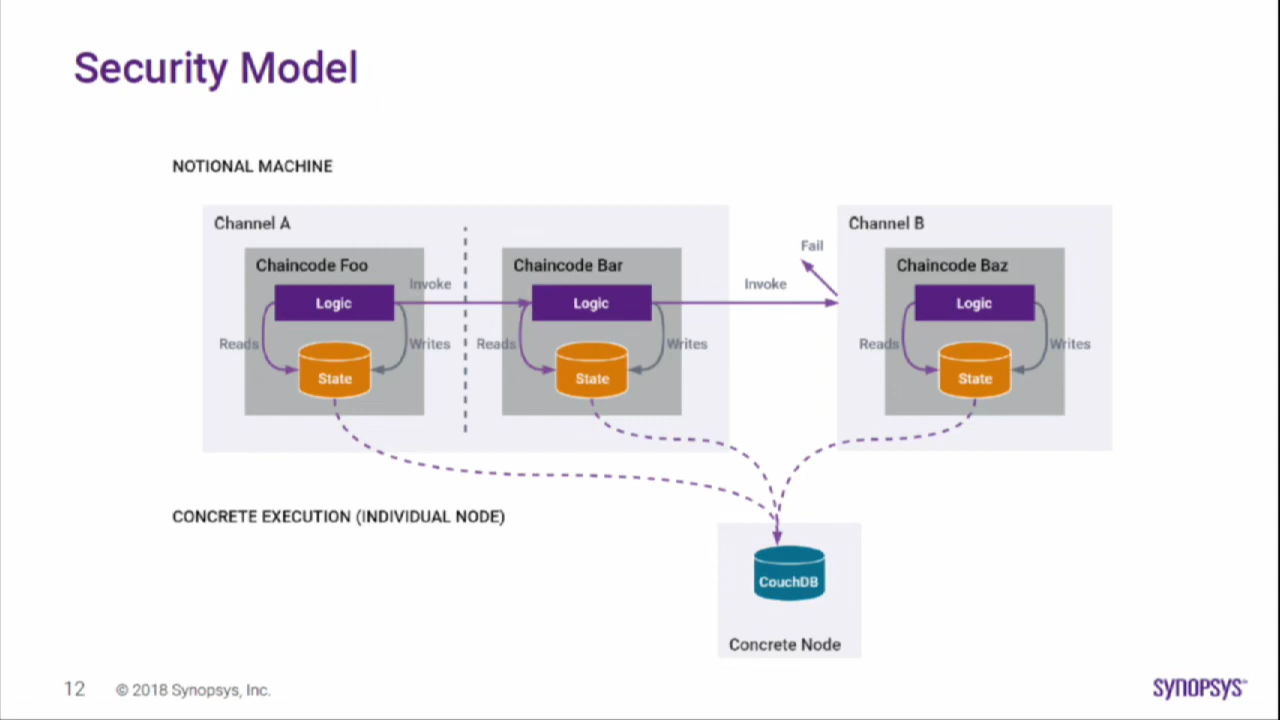 Security Model
NOTIONAL MACHINE
Channel A
Chaincode Foo
Invoke
Logic
Reads
Writes
State
Chaincode Bar
Logic
Reads
Writes
State
Invoke
Fail
Channel B
Chaincode Baz
Logic
Reads
Writes
State
CONCRETE EXECUTION (INDIVIDUAL NODE)
CouchDB
Concrete Node
12 © 2018 Synopsys, Inc.
SYNOPSYS